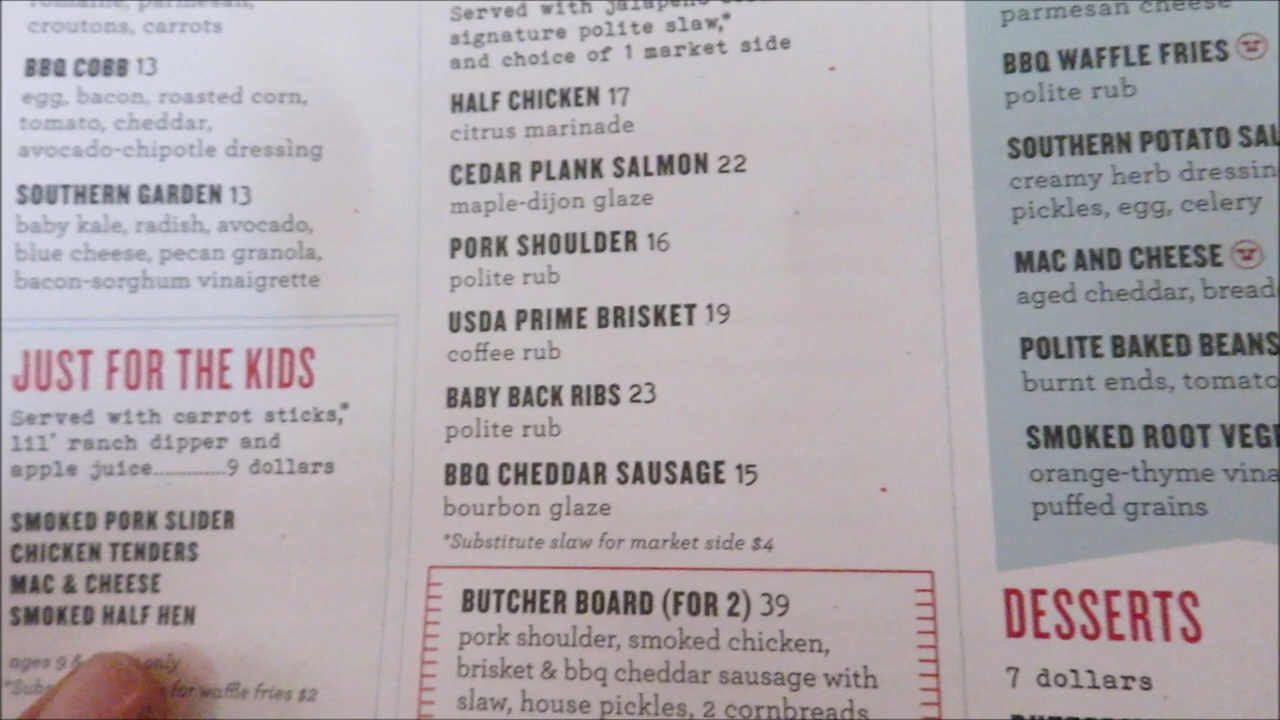 romaine, parmesan,
croutons, carrots
BBQ COBB 13
egg, bacon, roasted corn,
tomato, cheddar,
avocado-chipotle dressing
SOUTHERN GARDEN 13
baby kale, radish, avocado,
blue cheese, pecan granola,
bacon-sorghum vinaigrette
JUST FOR THE KIDS
Served with carrot sticks,*
lil' ranch dipper and
apple juice............9 dollars
SMOKED PORK SLIDER
CHICKEN TENDERS
MAC & CHEESE
SMOKED HALF HEN
ages 9 only
for waffle fries $2
Served with jalapeño
signature polite slaw,*
and choice of 1 market side
HALF CHICKEN 17
citrus marinade
CEDAR PLANK SALMON 22
maple-dijon glaze
PORK SHOULDER 16
polite rub
USDA PRIME BRISKET 19
coffee rub
BABY BACK RIBS 23
polite rub
BBQ CHEDDAR SAUSAGE 15
bourbon glaze
*Substitute slaw for market side $4
BUTCHER BOARD (FOR 2) 39
pork shoulder, smoked chicken,
brisket & bbq cheddar sausage with
slaw, house pickles, 2 cornbreads
parmesan cheese
BBQ WAFFLE FRIES
polite rub
SOUTHERN POTATO SAL
creamy herb dressin
pickles, egg, celery
MAC AND CHEESE
aged cheddar, bread
POLITE BAKED BEANS
burnt ends, tomato
SMOKED ROOT VEG
orange-thyme vina
puffed grains
DESSERTS
7 dollars